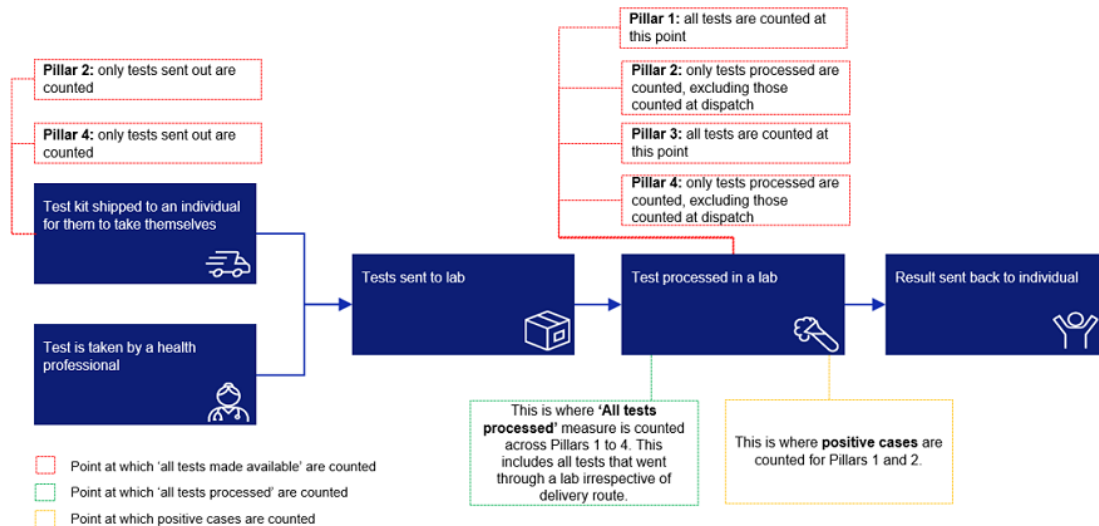 Pillar 1: all tests are counted at
this point
Pillar 2: only tests sent out are
counted
Pillar 2: only tests processed are
counted, excluding those
counted at dispatch
Pillar 4: only tests sent out are
counted
Pillar 3: all tests are counted at
this point
Pillar 4: only tests processed are
counted, excluding those
counted at dispatch
Test kit shipped to an individual
for them to take themselves
Tests sent to lab
Test processed in a lab
Result sent back to individual
Test is taken by a health
professional
This is where ‘All tests
processed’ measure is counted
across Pillars 1 to 4. This
includes all tests that went
through a lab irrespective of
delivery route.
This is where positive cases are
counted for Pillars 1 and 2.
Point at which ‘all tests made available’ are counted
Point at which ‘all tests processed’ are counted
Point at which positive cases are counted